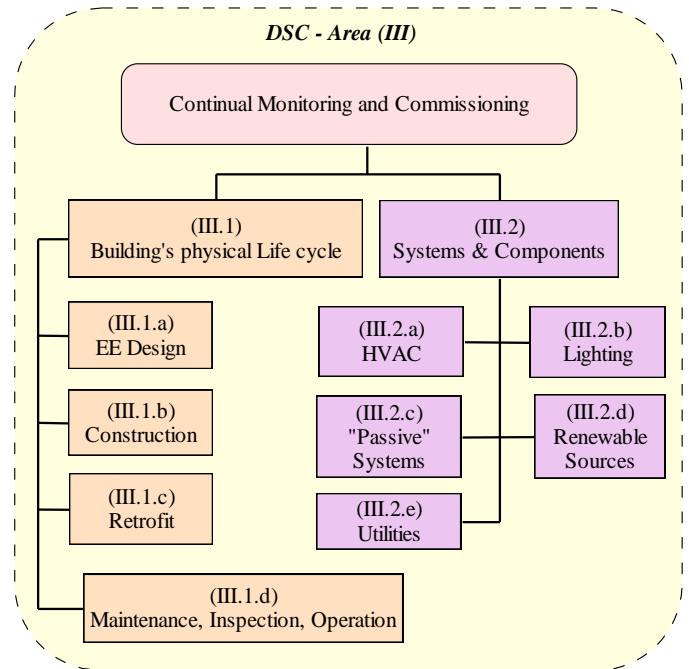 DSC - Area (III)
Continual Monitoring and Commissioning
(III.1)
Building's physical Life cycle
(III.2)
Systems & Components
(III.1.a)
EE Design
(III.2.a)
HVAC
(III.2.b)
Lighting
(III.1.b)
Construction
(III.2.c)
"Passive"
Systems
(III.2.d)
Renewable
Sources
(III.1.c)
Retrofit
(III.2.e)
Utilities
(III.1.d)
Maintenance, Inspection, Operation